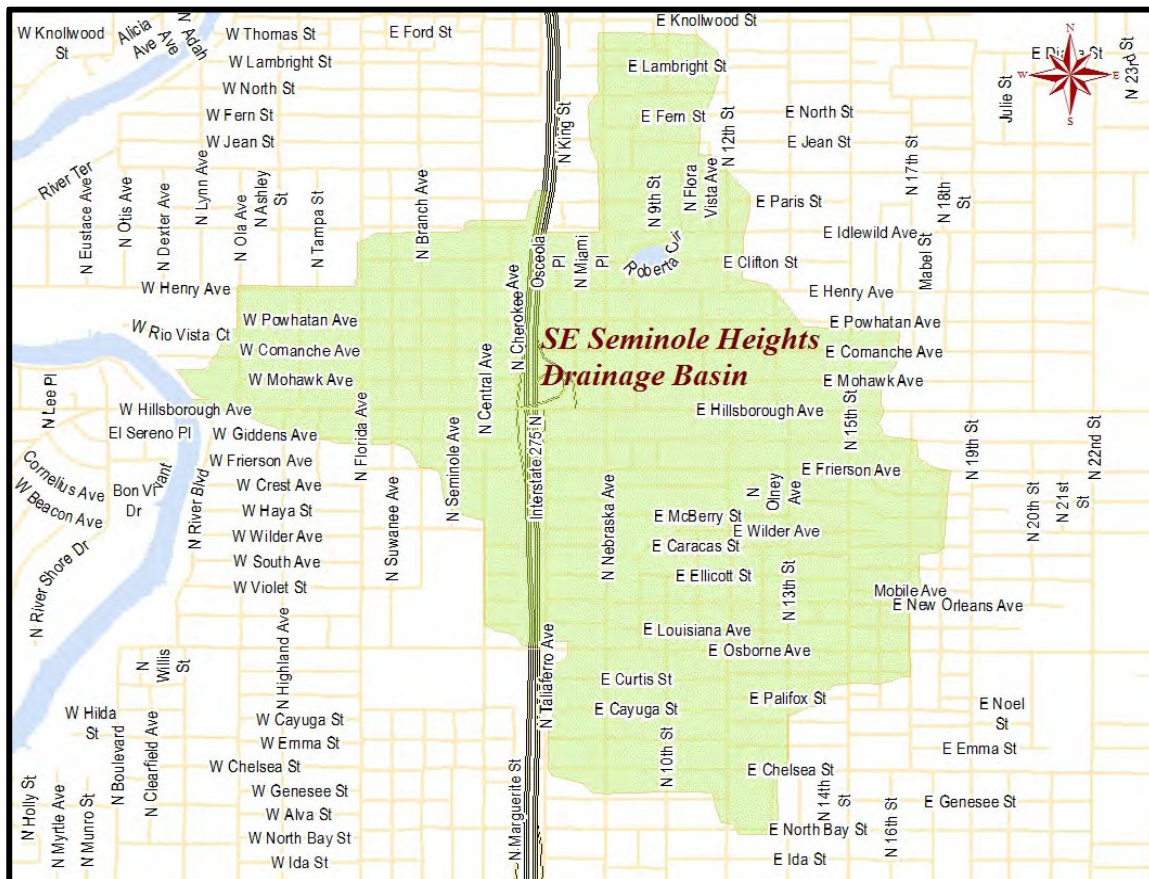 W Knollwood
St
Alicia
Ave
Ave
N Adah
W Thomas St
E Ford St
E Knollwood St
W Lambright St
E Lambright St
N
W
E
S
N 23rd St
Julie St
W North St
W Fern St
W Jean St
N King St
E Fern St
N 12th St
E North St
E Jean St
N 17th St
N 18th
St
River Ter
N Eustace Ave
N Otis Ave
N Dexter Ave
N Lynn Ave
N Ola Ave
N Ashley
St
N Tampa St
N Branch Ave
N 9th St
N Flora
Vista Ave
E Paris St
E Idlewild Ave
Mabel St
Osceola
Pl
N Miami
Pl
Roberta Cir
E Clifton St
W Henry Ave
E Henry Ave
N Cherokee Ave
W Rio Vista Ct
W Powhatan Ave
E Powhatan Ave
W Comanche Ave
E Comanche Ave
SE Seminole Heights
Drainage Basin
W Mohawk Ave
E Mohawk Ave
N Lee Pl
N Central Ave
W Hillsborough Ave
E Hillsborough Ave
N 15th St
El Sereno Pl
W Giddens Ave
N Florida Ave
N Seminole Ave
Interstate 275 N
N 19th St
N 22nd St
W Frierson Ave
E Frierson Ave
Cornelius Ave
W Beacon Ave
Bon Vivant
Dr
N River Blvd
W Crest Ave
N Suwanee Ave
N Nebraska Ave
N
Olney
Ave
N 20th St
N 21st
St
W Haya St
E McBerry St
W Wilder Ave
E Wilder Ave
E Caracas St
N River Shore Dr
W South Ave
E Ellicott St
N 13th St
W Violet St
Mobile Ave
E New Orleans Ave
N Highland Ave
N Taliaferro Ave
E Louisiana Ave
E Osborne Ave
N
Willis
St
E Curtis St
W Hilda
St
W Cayuga St
E Cayuga St
E Palifox St
E Noel
St
N Boulevard
N Clearfield Ave
W Emma St
N 10th St
E Emma St
W Chelsea St
E Chelsea St
N Holly St
N Myrtle Ave
N Munro St
W Genesee St
N Marguerite St
N 14th
St
N 16th St
E Genesee St
W Alva St
W North Bay St
E North Bay St
W Ida St
E Ida St